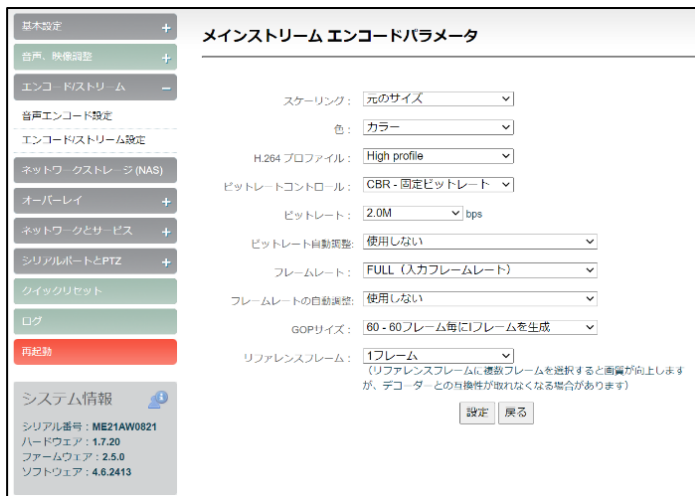 基本設定 +
音声、映像調整 +
エンコード/ストリーム −
音声エンコード設定
エンコード/ストリーム設定
ネットワークストレージ (NAS)
オーバーレイ +
ネットワークとサービス +
シリアルポートとPTZ +
クイックリセット
ログ
再起動
システム情報
シリアル番号：ME21AW0821
ハードウェア：1.7.20
ファームウェア：2.5.0
ソフトウェア：4.6.2413
メインストリーム エンコードパラメータ
スケーリング： 元のサイズ
色： カラー
H.264 プロファイル： High profile
ビットレートコントロール： CBR - 固定ビットレート
ビットレート： 2.0M bps
ビットレート自動調整: 使用しない
フレームレート： FULL（入力フレームレート）
フレームレートの自動調整: 使用しない
GOPサイズ： 60 - 60フレーム毎にIフレームを生成
リファレンスフレーム： 1フレーム
（リファレンスフレームに複数フレームを選択すると画質が向上します
が、デコーダーとの互換性が取れなくなる場合があります）
設定 戻る